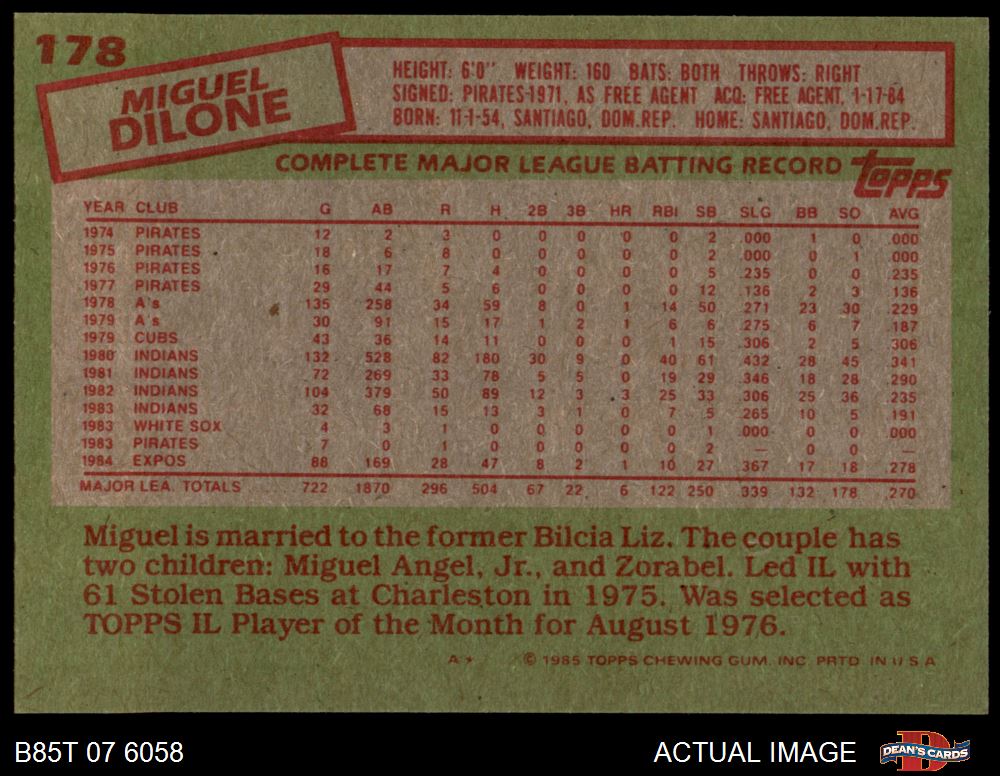 178
MIGUEL
DILONE
HEIGHT: 6'0" WEIGHT: 160 BATS: BOTH THROWS: RIGHT
SIGNED: PIRATES-1971, AS FREE AGENT ACQ: FREE AGENT, 1-17-84
BORN: 11-1-54, SANTIAGO, DOM.REP. HOME: SANTIAGO, DOM.REP.
COMPLETE MAJOR LEAGUE BATTING RECORD topps
YEAR CLUB G AB R H 2B 3B HR RBI SB SLG BB SO AVG
1974 PIRATES 12 2 3 0 0 0 0 0 2 .000 1 0 .000
1975 PIRATES 18 6 8 0 0 0 0 0 2 .000 0 1 .000
1976 PIRATES 16 17 7 4 0 0 0 0 5 .235 0 0 .235
1977 PIRATES 29 44 5 6 0 0 0 0 12 .136 2 3 .136
1978 A's 135 258 34 59 8 0 1 14 50 .271 23 30 .229
1979 A's 30 91 15 17 1 2 1 6 6 .275 6 7 .187
1979 CUBS 43 36 14 11 0 0 0 1 15 .306 2 5 .306
1980 INDIANS 132 528 82 180 30 9 0 40 61 .432 28 45 .341
1981 INDIANS 72 269 33 78 5 5 0 19 29 .346 18 28 .290
1982 INDIANS 104 379 50 89 12 3 3 25 33 .306 25 36 .235
1983 INDIANS 32 68 15 13 3 1 0 7 5 .265 10 5 .191
1983 WHITE SOX 4 3 1 0 0 0 0 0 1 .000 0 0 .000
1983 PIRATES 7 0 1 0 0 0 0 0 2 — 0 0 —
1984 EXPOS 88 169 28 47 8 2 1 10 27 .367 17 18 .278
MAJOR LEA. TOTALS 722 1870 296 504 67 22 6 122 250 .339 132 178 .270
Miguel is married to the former Bilcia Liz. The couple has
two children: Miguel Angel, Jr., and Zorabel. Led IL with
61 Stolen Bases at Charleston in 1975. Was selected as
TOPPS IL Player of the Month for August 1976.
A* © 1985 TOPPS CHEWING GUM, INC. PRTD. IN U.S.A.
B85T 07 6058 ACTUAL IMAGE DEAN'S CARDS